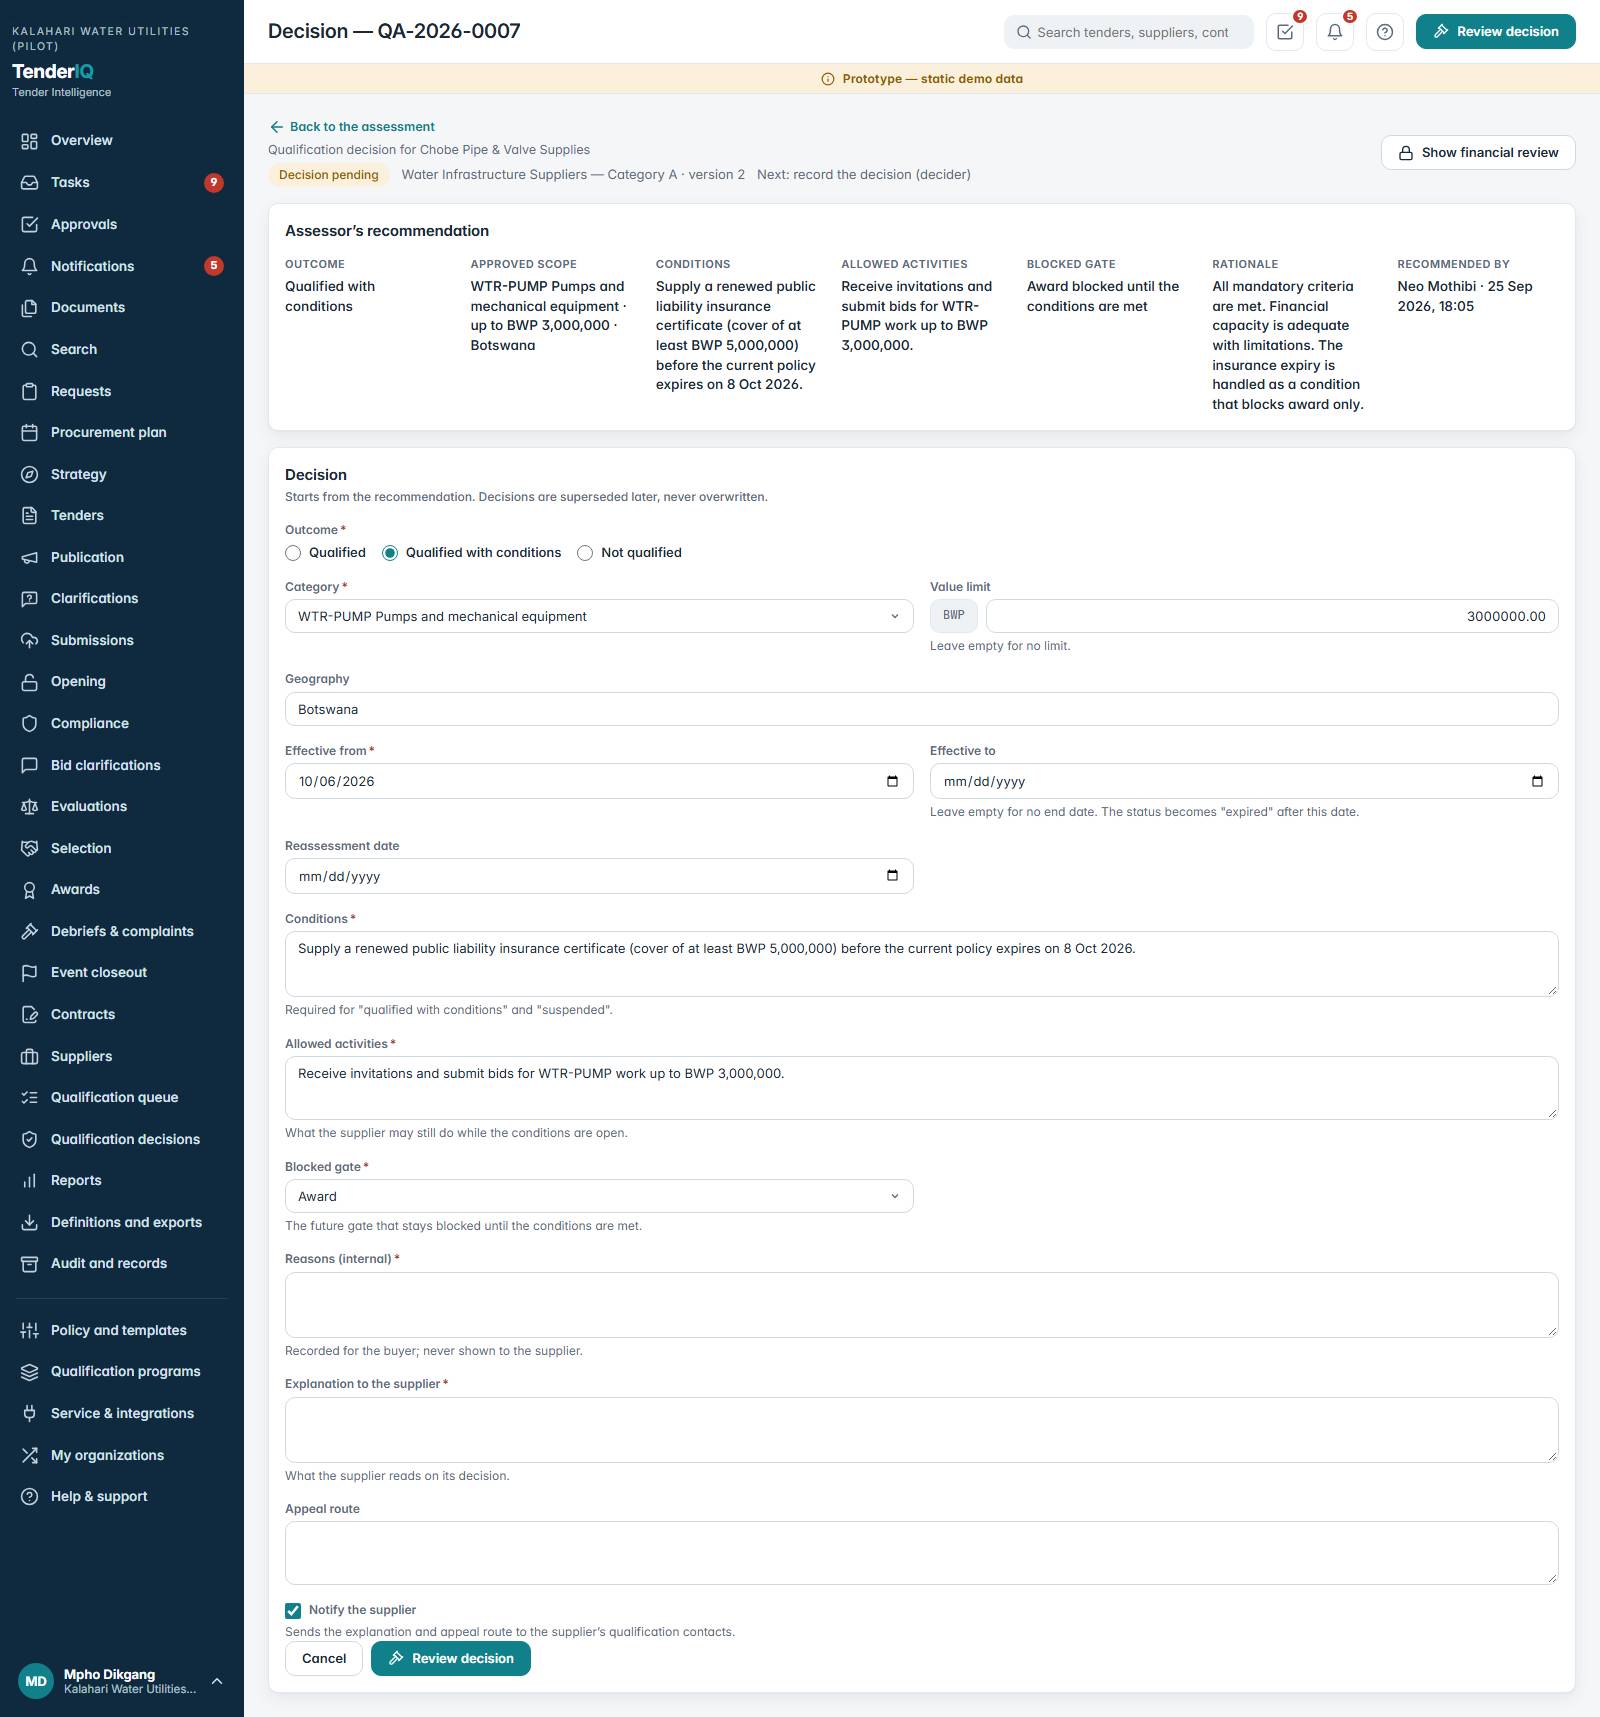 KALAHARI WATER UTILITIES
(PILOT)
TenderIQ
Tender Intelligence
Overview
Tasks 9
Approvals
Notifications 5
Documents
Search
Requests
Procurement plan
Strategy
Tenders
Publication
Clarifications
Submissions
Opening
Compliance
Bid clarifications
Evaluations
Selection
Awards
Debriefs & complaints
Event closeout
Contracts
Suppliers
Qualification queue
Qualification decisions
Reports
Definitions and exports
Audit and records
Policy and templates
Qualification programs
Service & integrations
My organizations
Help & support
MD
Mpho Dikgang
Kalahari Water Utilities...
Decision — QA-2026-0007
Search tenders, suppliers, cont
9
5
Review decision
Prototype — static demo data
Back to the assessment
Qualification decision for Chobe Pipe & Valve Supplies
Decision pending Water Infrastructure Suppliers — Category A · version 2 Next: record the decision (decider)
Show financial review
Assessor's recommendation
OUTCOME
Qualified with
conditions
APPROVED SCOPE
WTR-PUMP Pumps and
mechanical equipment ·
up to BWP 3,000,000 ·
Botswana
CONDITIONS
Supply a renewed public
liability insurance
certificate (cover of at
least BWP 5,000,000)
before the current policy
expires on 8 Oct 2026.
ALLOWED ACTIVITIES
Receive invitations and
submit bids for WTR-
PUMP work up to BWP
3,000,000.
BLOCKED GATE
Award blocked until the
conditions are met
RATIONALE
All mandatory criteria
are met. Financial
capacity is adequate
with limitations. The
insurance expiry is
handled as a condition
that blocks award only.
RECOMMENDED BY
Neo Mothibi · 25 Sep
2026, 18:05
Decision
Starts from the recommendation. Decisions are superseded later, never overwritten.
Outcome *
Qualified Qualified with conditions Not qualified
Category *
WTR-PUMP Pumps and mechanical equipment
Value limit
BWP 3000000.00
Leave empty for no limit.
Geography
Botswana
Effective from *
10/06/2026
Effective to
mm/dd/yyyy
Leave empty for no end date. The status becomes "expired" after this date.
Reassessment date
mm/dd/yyyy
Conditions *
Supply a renewed public liability insurance certificate (cover of at least BWP 5,000,000) before the current policy expires on 8 Oct 2026.
Required for "qualified with conditions" and "suspended".
Allowed activities *
Receive invitations and submit bids for WTR-PUMP work up to BWP 3,000,000.
What the supplier may still do while the conditions are open.
Blocked gate *
Award
The future gate that stays blocked until the conditions are met.
Reasons (internal) *
Recorded for the buyer; never shown to the supplier.
Explanation to the supplier *
What the supplier reads on its decision.
Appeal route
Notify the supplier
Sends the explanation and appeal route to the supplier's qualification contacts.
Cancel
Review decision